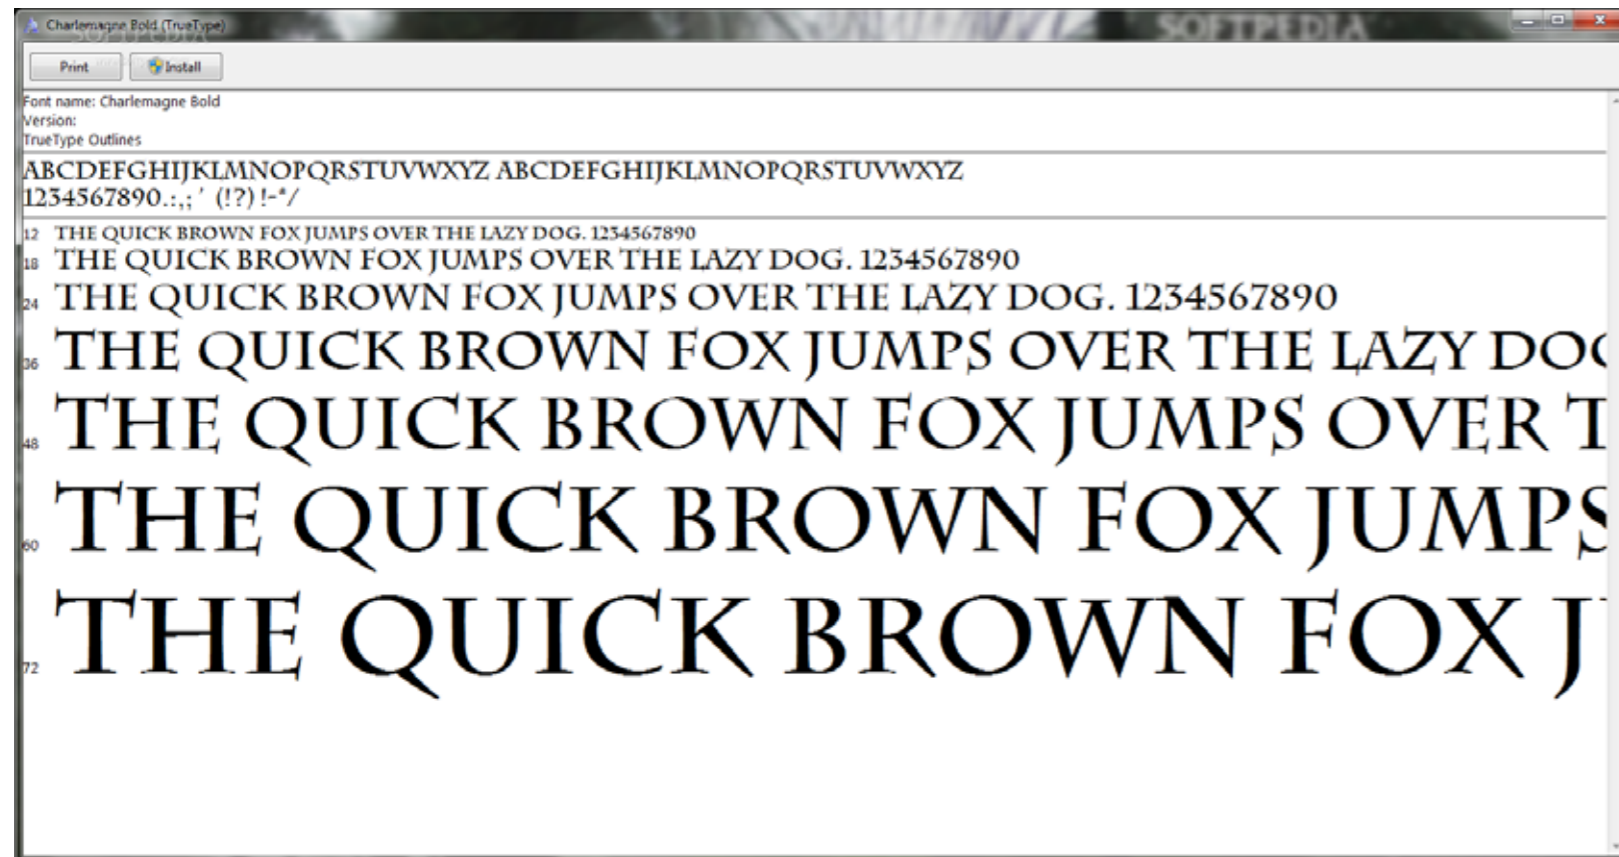 Charlemagne Bold (TrueType)
SOFTPEDIA
SOFTPEDIA
Print
Install
Font name: Charlemagne Bold
Version:
TrueType Outlines
ABCDEFGHIJKLMNOPQRSTUVWXYZ ABCDEFGHIJKLMNOPQRSTUVWXYZ
1234567890.:,; ' (!?) !-*/
12 THE QUICK BROWN FOX JUMPS OVER THE LAZY DOG. 1234567890
18 THE QUICK BROWN FOX JUMPS OVER THE LAZY DOG. 1234567890
24 THE QUICK BROWN FOX JUMPS OVER THE LAZY DOG. 1234567890
36 THE QUICK BROWN FOX JUMPS OVER THE LAZY DO
48 THE QUICK BROWN FOX JUMPS OVER T
60 THE QUICK BROWN FOX JUMPS
72 THE QUICK BROWN FOX J